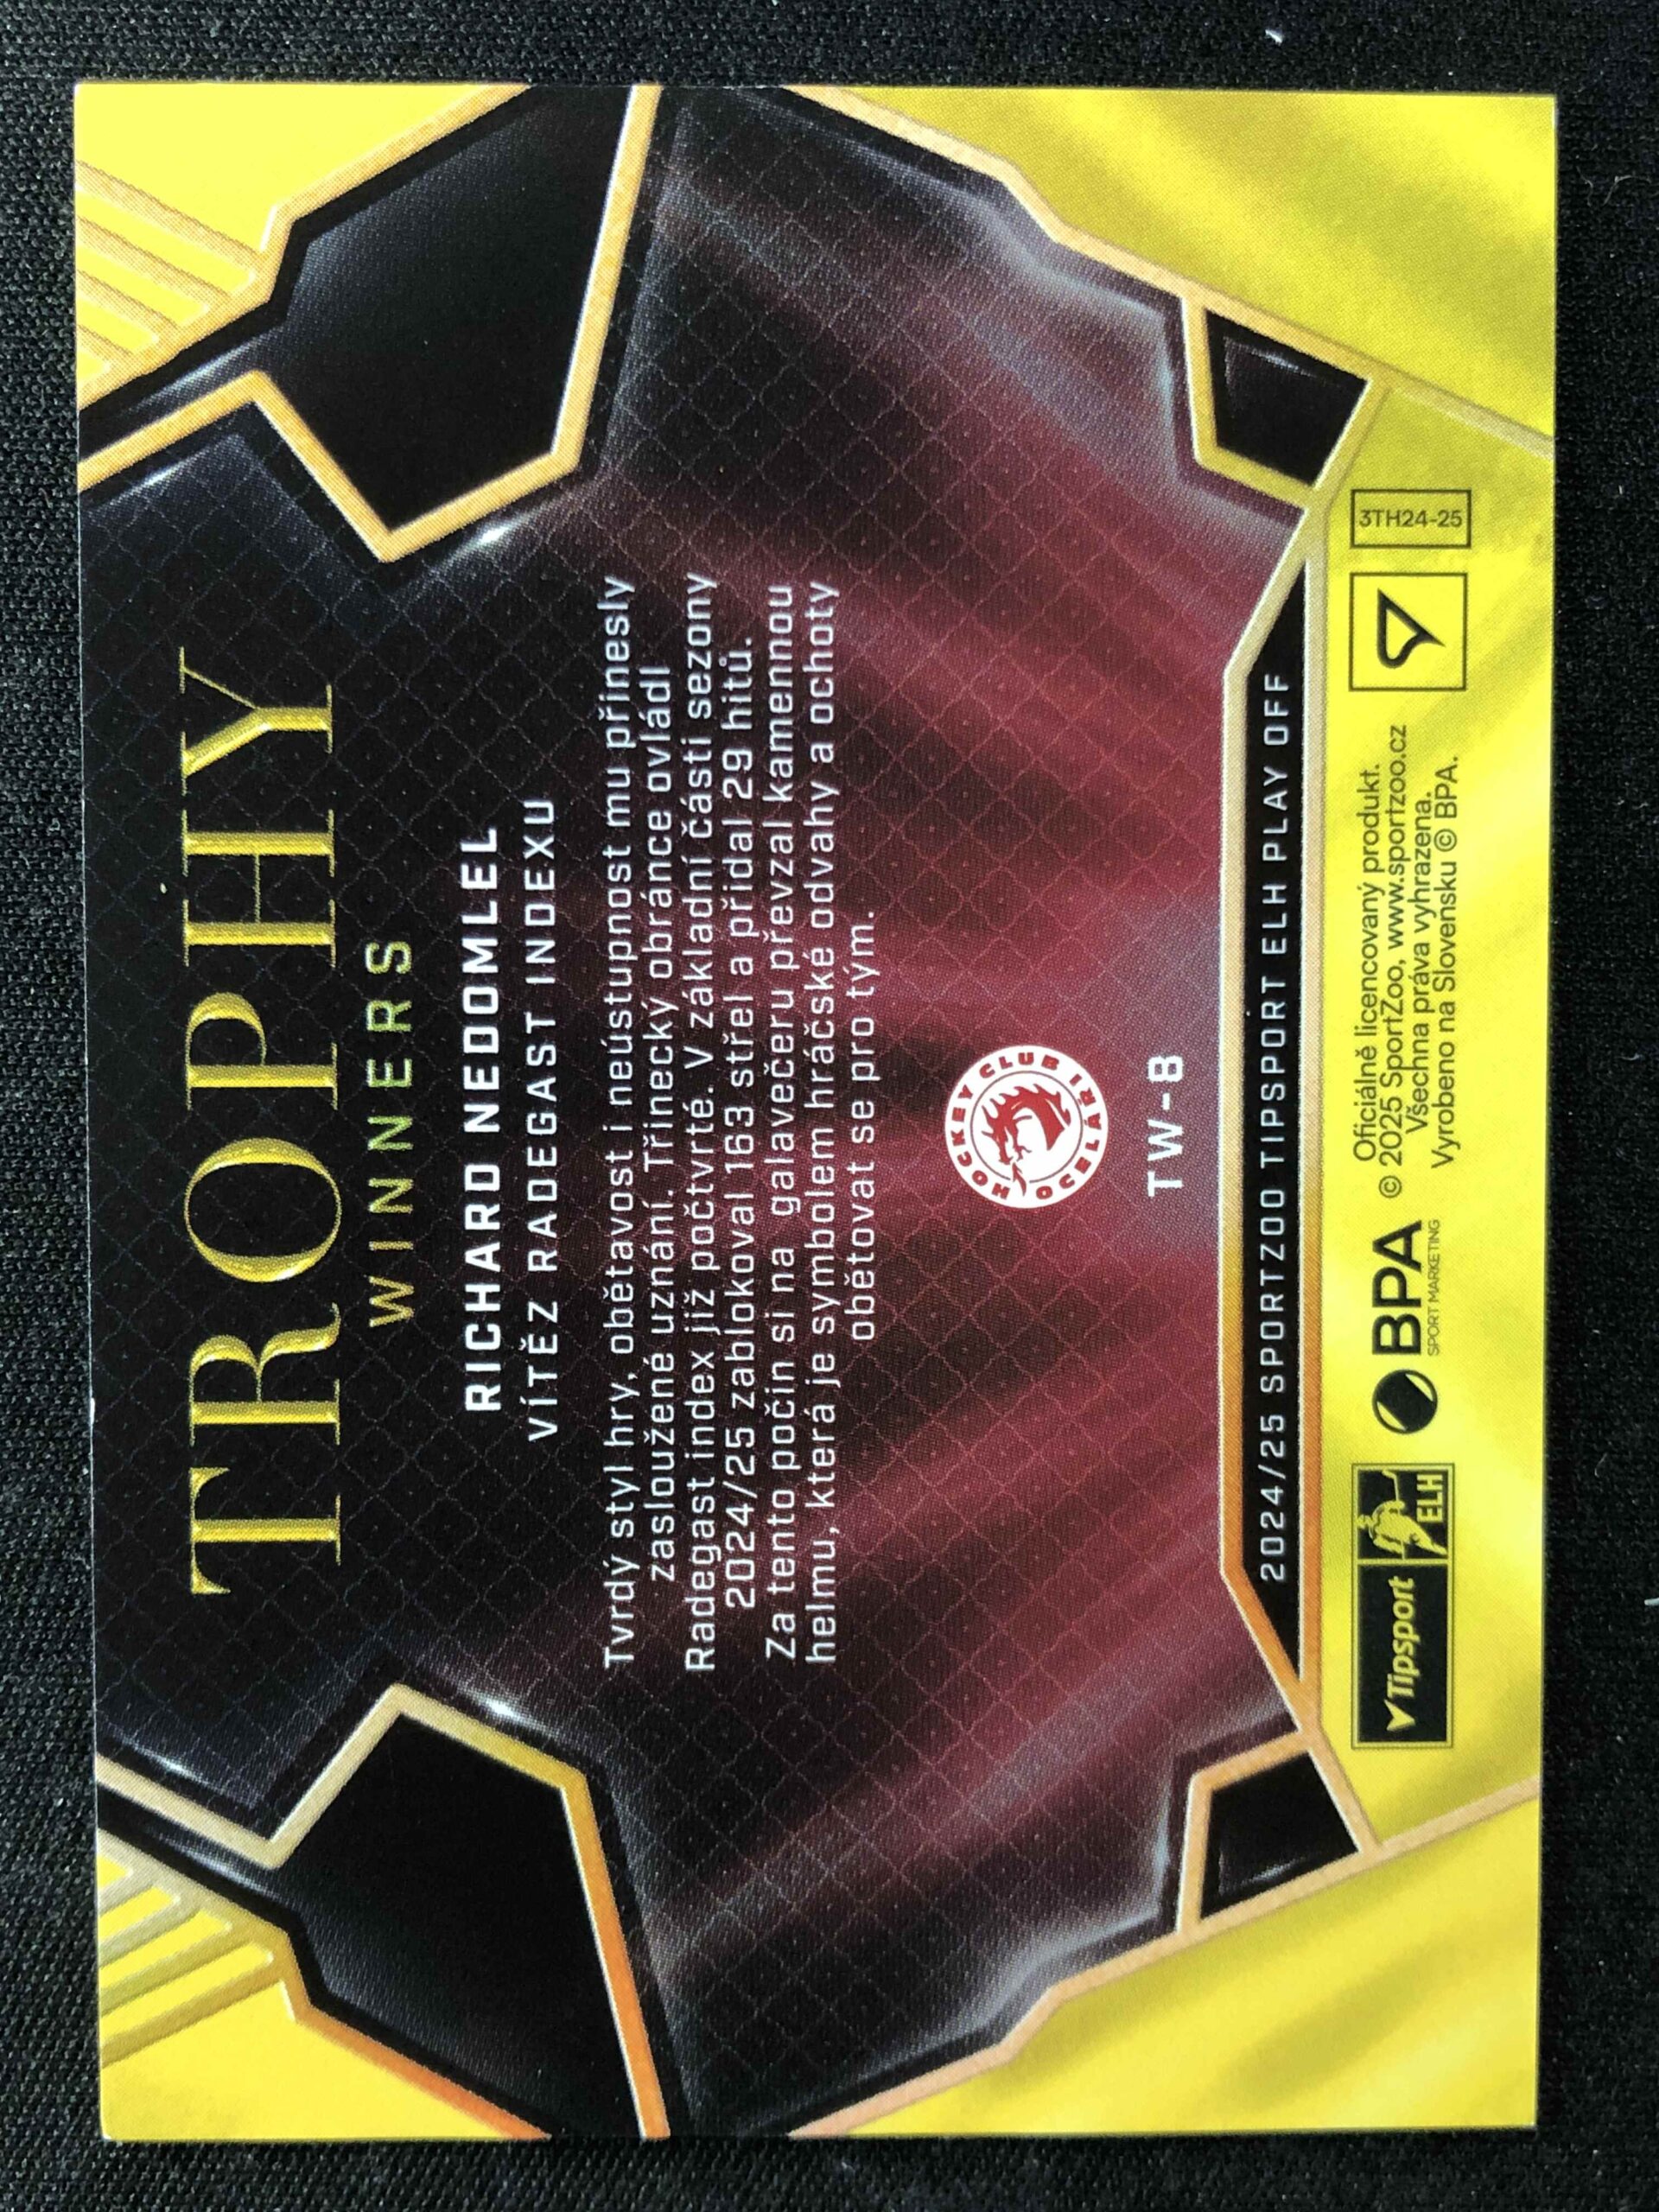 TROPHY
WINNERS
RICHARD NEDOMLEL
VÍTĚZ RADEGAST INDEXU
Tvrdý styl hry, obětavost i neústupnost mu přinesly
zasloužené uznání. Třinecký obránce ovládl
Radegast index již počtvrté. V základní části sezony
2024/25 zablokoval 163 střel a přidal 29 hitů.
Za tento počin si na galavečeru převzal kamennou
helmu, která je symbolem hráčské odvahy a ochoty
obětovat se pro tým.
HOCKEY CLUB
OCELÁŘI
TW-8
2024/25 SPORTZOO TIPSPORT ELH PLAY OFF
Tipsport ELH
BPA
SPORT MARKETING
Oficiálně licencovaný produkt.
© 2025 SportZoo, www.sportzoo.cz
Všechna práva vyhrazena.
Vyrobeno na Slovensku © BPA.
3TH24-25